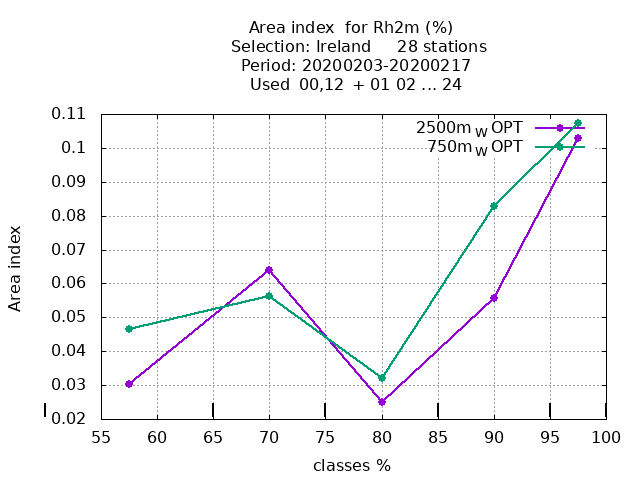 Area index for Rh2m (%)
Selection: Ireland 28 stations
Period: 20200203-20200217
Used 00,12 + 01 02 ... 24
0.11
0.1
0.09
0.08
0.07
0.06
0.05
0.04
0.03
0.02
Area index
2500m W OPT
750m W OPT
55 60 65 70 75 80 85 90 95 100
classes %